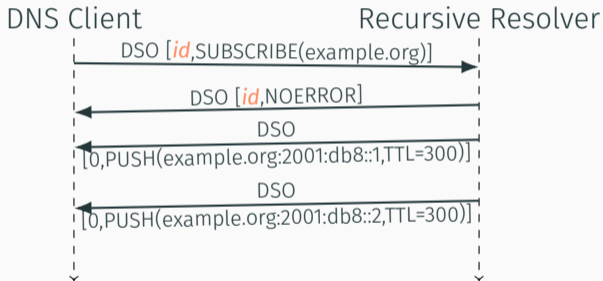 DNS Client
Recursive Resolver
DSO [id,SUBSCRIBE(example.org)]
DSO [id,NOERROR]
DSO
[0,PUSH(example.org:2001:db8::1,TTL=300)]
DSO
[0,PUSH(example.org:2001:db8::2,TTL=300)]